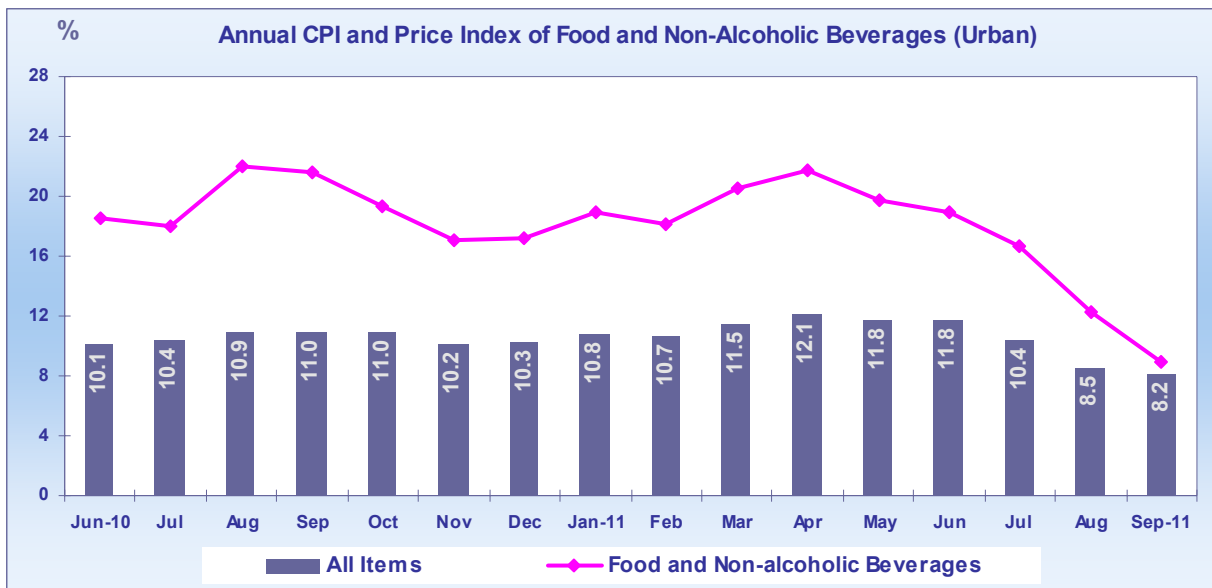 %
Annual CPI and Price Index of Food and Non-Alcoholic Beverages (Urban)
28
24
20
16
12
8
4
0
10.1 10.4 10.9 11.0 11.0 10.2 10.3 10.8 10.7 11.5 12.1 11.8 11.8 10.4 8.5 8.2
Jun-10 Jul Aug Sep Oct Nov Dec Jan-11 Feb Mar Apr May Jun Jul Aug Sep-11
All Items Food and Non-alcoholic Beverages